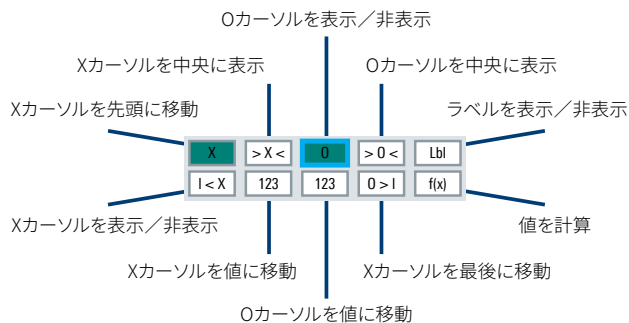 Oカーソルを表示／非表示
Xカーソルを中央に表示
Oカーソルを中央に表示
Xカーソルを先頭に移動
ラベルを表示／非表示
X
> X <
O
> O <
Lbl
I < X
123
123
O > I
f(x)
Xカーソルを表示／非表示
値を計算
Xカーソルを値に移動
Xカーソルを最後に移動
Oカーソルを値に移動